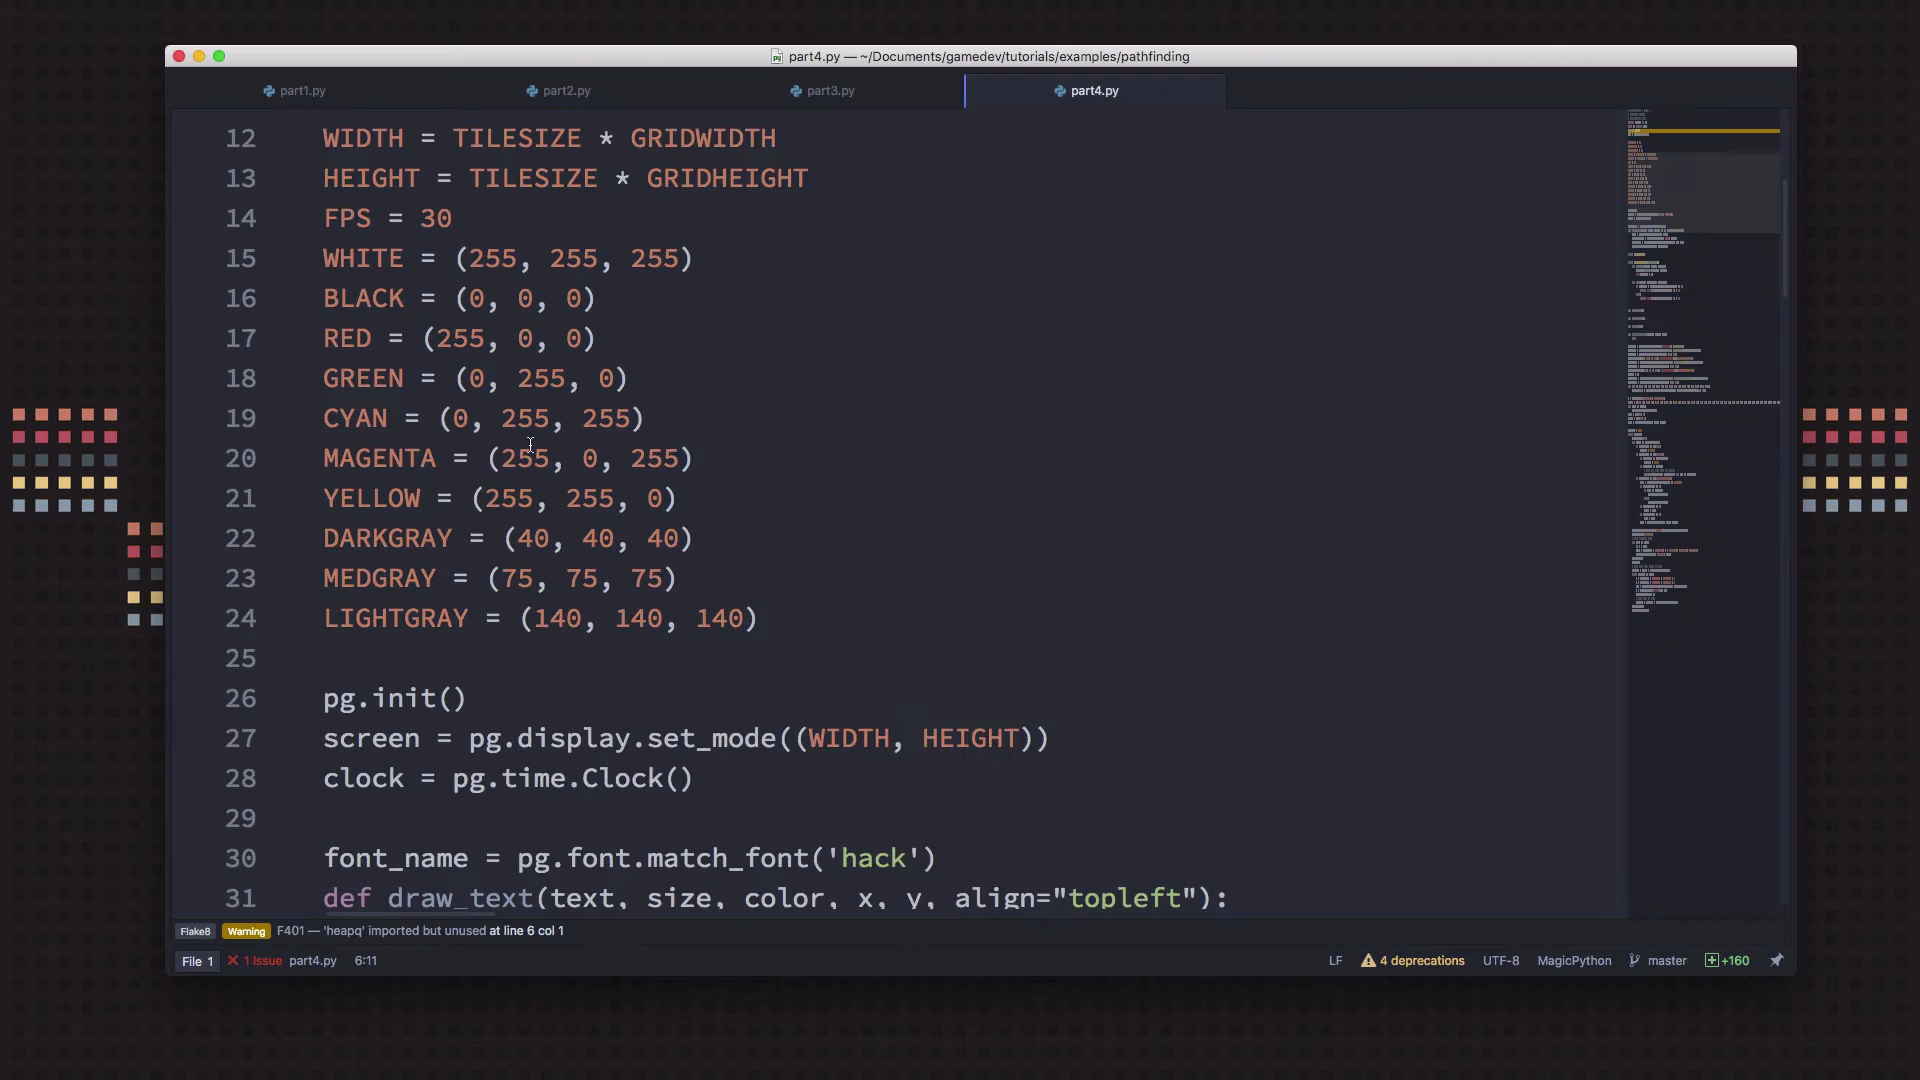 part4.py — ~/Documents/gamedev/tutorials/examples/pathfinding
part1.py part2.py part3.py part4.py
12 WIDTH = TILESIZE * GRIDWIDTH
13 HEIGHT = TILESIZE * GRIDHEIGHT
14 FPS = 30
15 WHITE = (255, 255, 255)
16 BLACK = (0, 0, 0)
17 RED = (255, 0, 0)
18 GREEN = (0, 255, 0)
19 CYAN = (0, 255, 255)
20 MAGENTA = (255, 0, 255)
21 YELLOW = (255, 255, 0)
22 DARKGRAY = (40, 40, 40)
23 MEDGRAY = (75, 75, 75)
24 LIGHTGRAY = (140, 140, 140)
25
26 pg.init()
27 screen = pg.display.set_mode((WIDTH, HEIGHT))
28 clock = pg.time.Clock()
29
30 font_name = pg.font.match_font('hack')
31 def draw_text(text, size, color, x, y, align="topleft"):
Flake8 Warning F401 — 'heapq' imported but unused at line 6 col 1
File 1 1 Issue part4.py 6:11 LF 4 deprecations UTF-8 MagicPython master +160